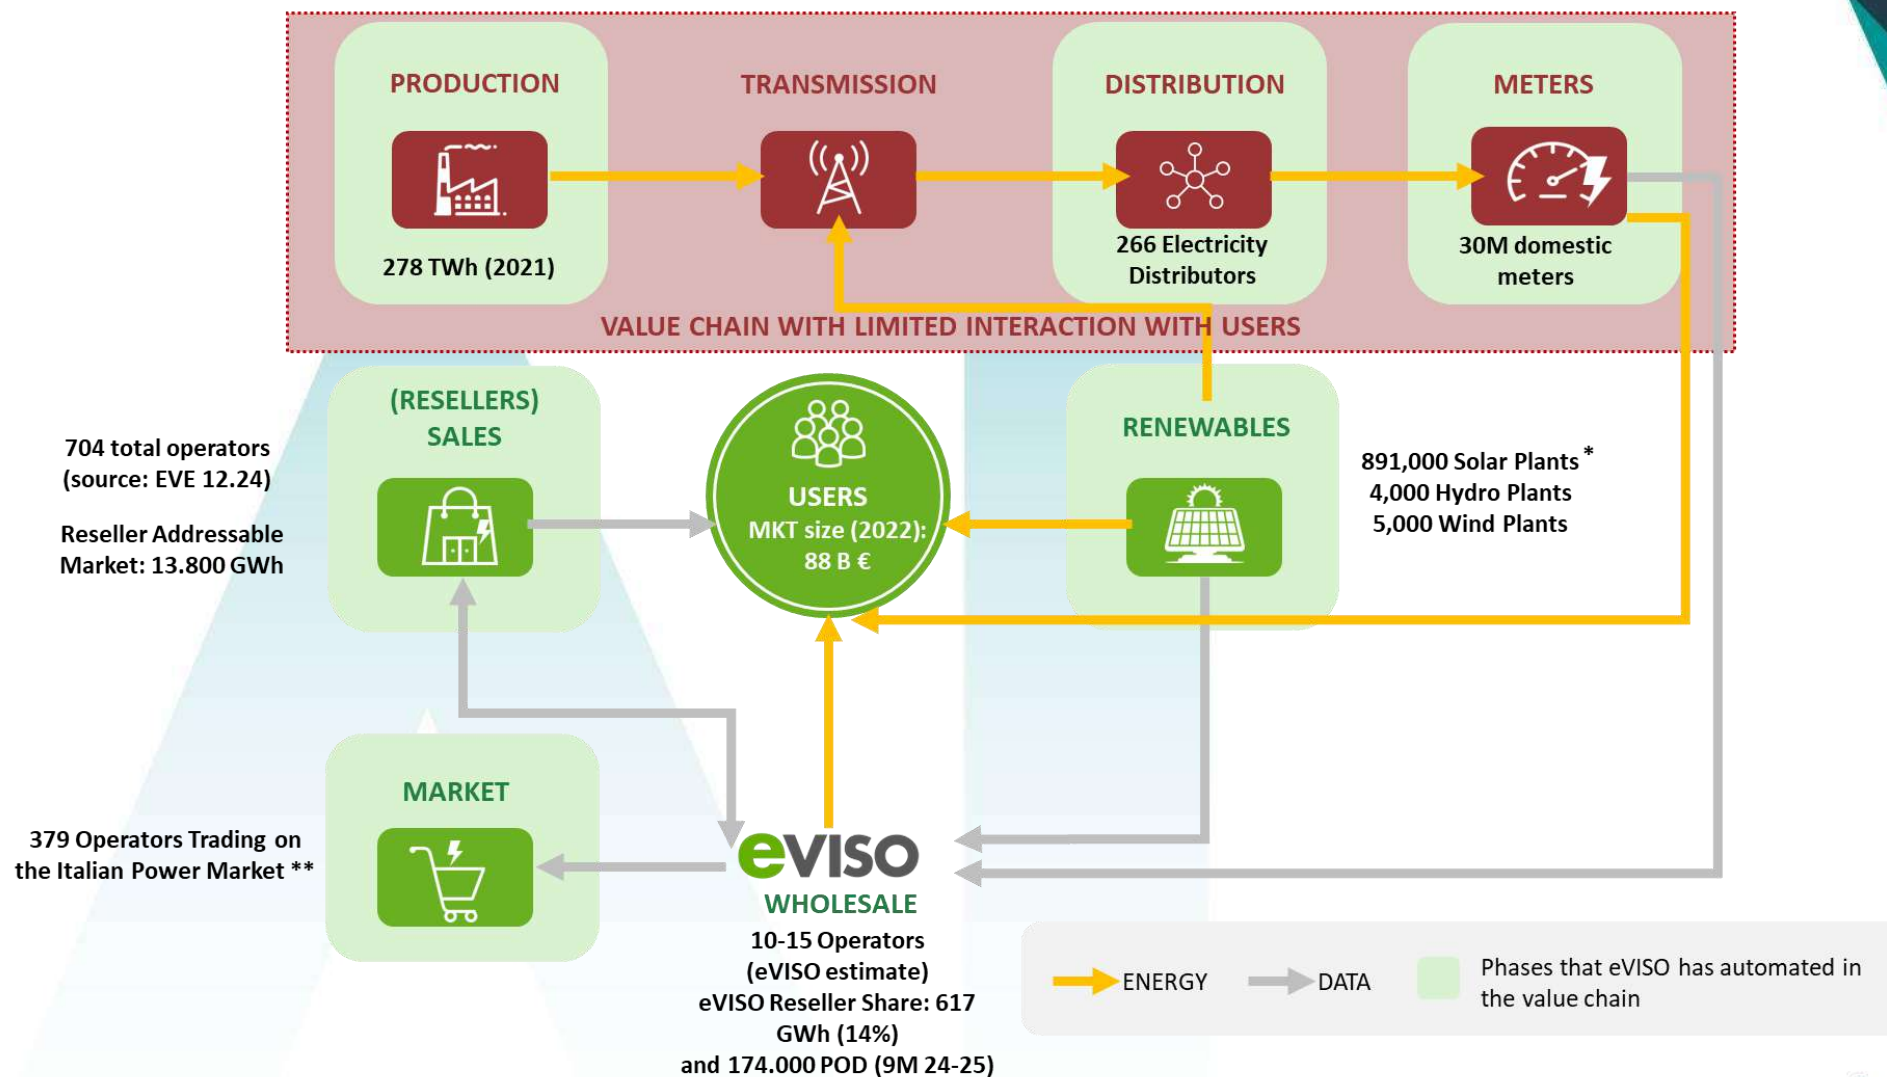 PRODUCTION
TRANSMISSION
DISTRIBUTION
METERS
278 TWh (2021)
266 Electricity
Distributors
30M domestic
meters
VALUE CHAIN WITH LIMITED INTERACTION WITH USERS
(RESELLERS)
SALES
704 total operators
(source: EVE 12.24)
Reseller Addressable
Market: 13.800 GWh
USERS
MKT size (2022):
88 B €
RENEWABLES
891,000 Solar Plants *
4,000 Hydro Plants
5,000 Wind Plants
MARKET
379 Operators Trading on
the Italian Power Market **
eVISO
WHOLESALE
10-15 Operators
(eVISO estimate)
eVISO Reseller Share: 617
GWh (14%)
and 174.000 POD (9M 24-25)
ENERGY
DATA
Phases that eVISO has automated in
the value chain